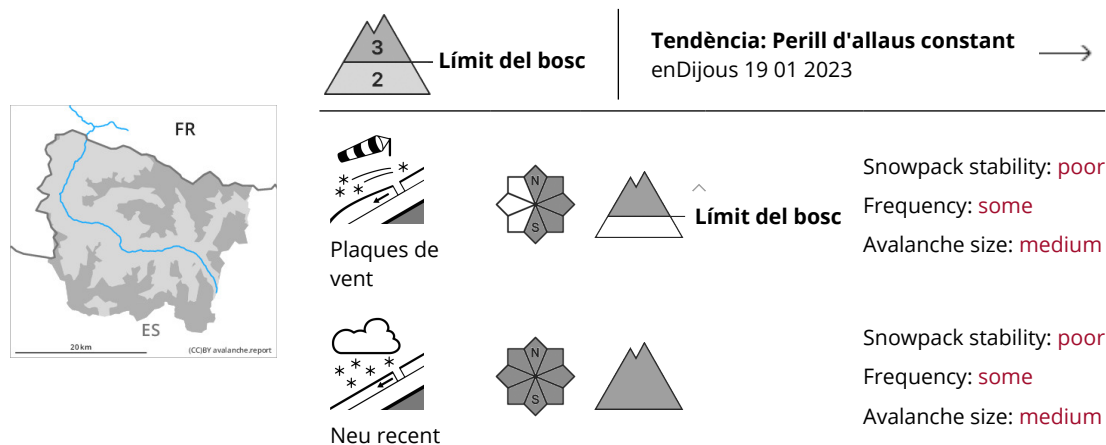 3
2
Límit del bosc
Tendència: Perill d'allaus constant
enDijous 19 01 2023
FR
ES
20 km
(CC)BY avalanche.report
N
S
Límit del bosc
Plaques de
vent
Snowpack stability: poor
Frequency: some
Avalanche size: medium
N
S
Neu recent
Snowpack stability: poor
Frequency: some
Avalanche size: medium